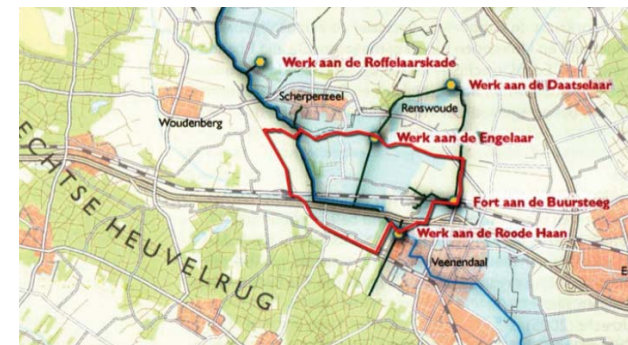 Werk aan de Roffelaarskade
Werk aan de Daatselaar
Scherpenzeel
Renswoude
Woudenberg
Werk aan de Engelaar
Fort aan de Buursteeg
Werk aan de Roode Haan
Veenendaal
ECHTSE HEUVELRUG
E